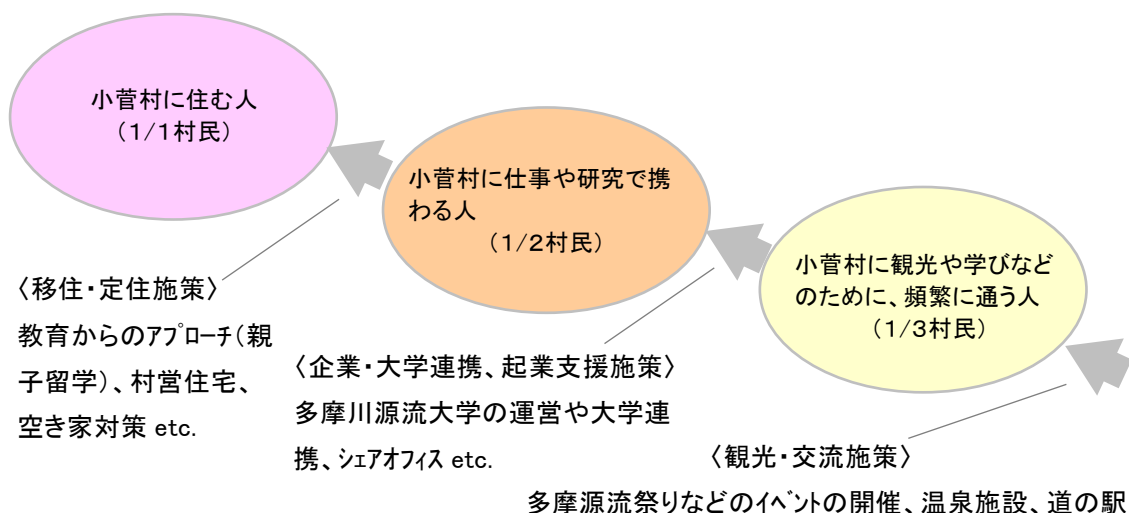 小菅村に住む人
(1/1村民)
小菅村に仕事や研究で携
わる人
(1/2村民)
小菅村に観光や学びなど
のために、頻繁に通う人
(1/3村民)
〈移住・定住施策〉
教育からのアプローチ(親
子留学)、村営住宅、
空き家対策 etc.
〈企業・大学連携、起業支援施策〉
多摩川源流大学の運営や大学連
携、シェアオフィス etc.
〈観光・交流施策〉
多摩源流祭りなどのイベントの開催、温泉施設、道の駅